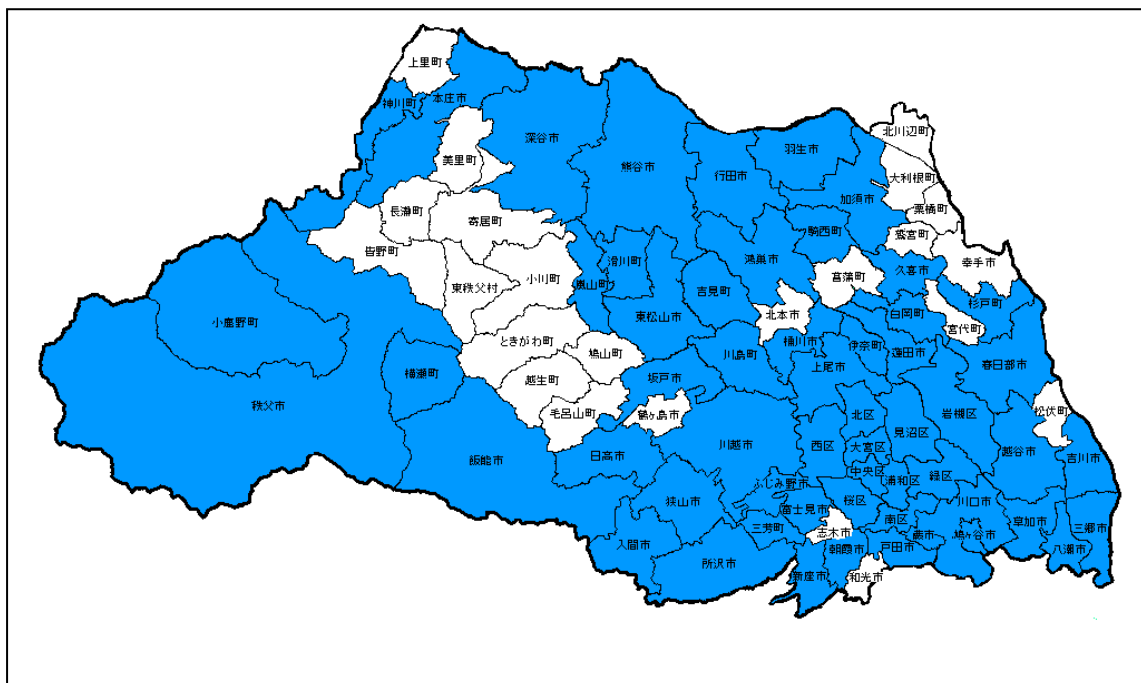 上里町
神川町
本庄市
深谷市
美里町
熊谷市
行田市
羽生市
北川辺町
大利根町
加須市
栗橋町
長瀞町
寄居町
騎西町
鷲宮町
皆野町
鴻巣市
幸手市
東秩父村
小川町
滑川町
嵐山町
吉見町
菖蒲町
久喜市
杉戸町
小鹿野町
東松山市
北本市
白岡町
宮代町
ときがわ町
鳩山町
川島町
桶川市
伊奈町
蓮田市
春日部市
横瀬町
越生町
坂戸市
上尾市
秩父市
毛呂山町
鶴ヶ島市
北区
岩槻区
松伏町
飯能市
日高市
川越市
西区
大宮区
見沼区
越谷市
吉川市
中央区
浦和区
緑区
ふじみ野市
狭山市
富士見市
桜区
川口市
三芳町
志木市
南区
草加市
三郷市
入間市
所沢市
朝霞市
戸田市
蕨市
鳩ヶ谷市
八潮市
新座市
和光市